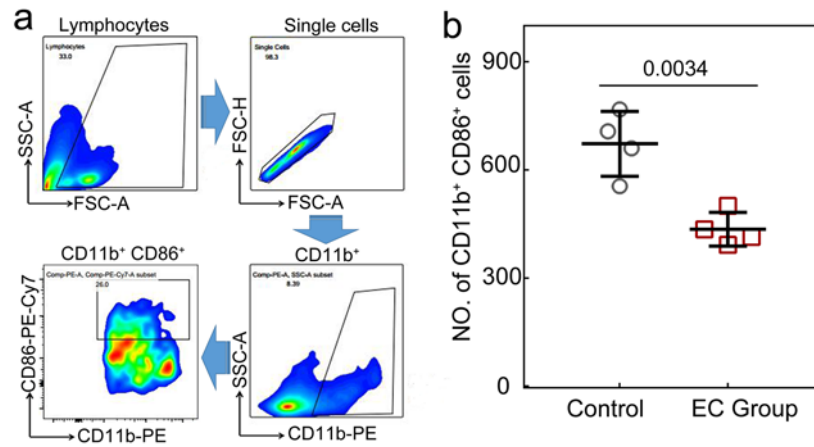 a
Lymphocytes
Lymphocytes
33.0
SSC-A
FSC-A
Single cells
Single Cells
98.3
FSC-H
FSC-A
CD11b⁺
Comp-PE-A, SSC-A subset
8.39
SSC-A
CD11b-PE
CD11b⁺ CD86⁺
Comp-PE-A, Comp-PE-Cy7-A subset
26.0
CD86-PE-Cy7
CD11b-PE
b
NO. of CD11b⁺ CD86⁺ cells
900
600
300
0
0.0034
Control
EC Group